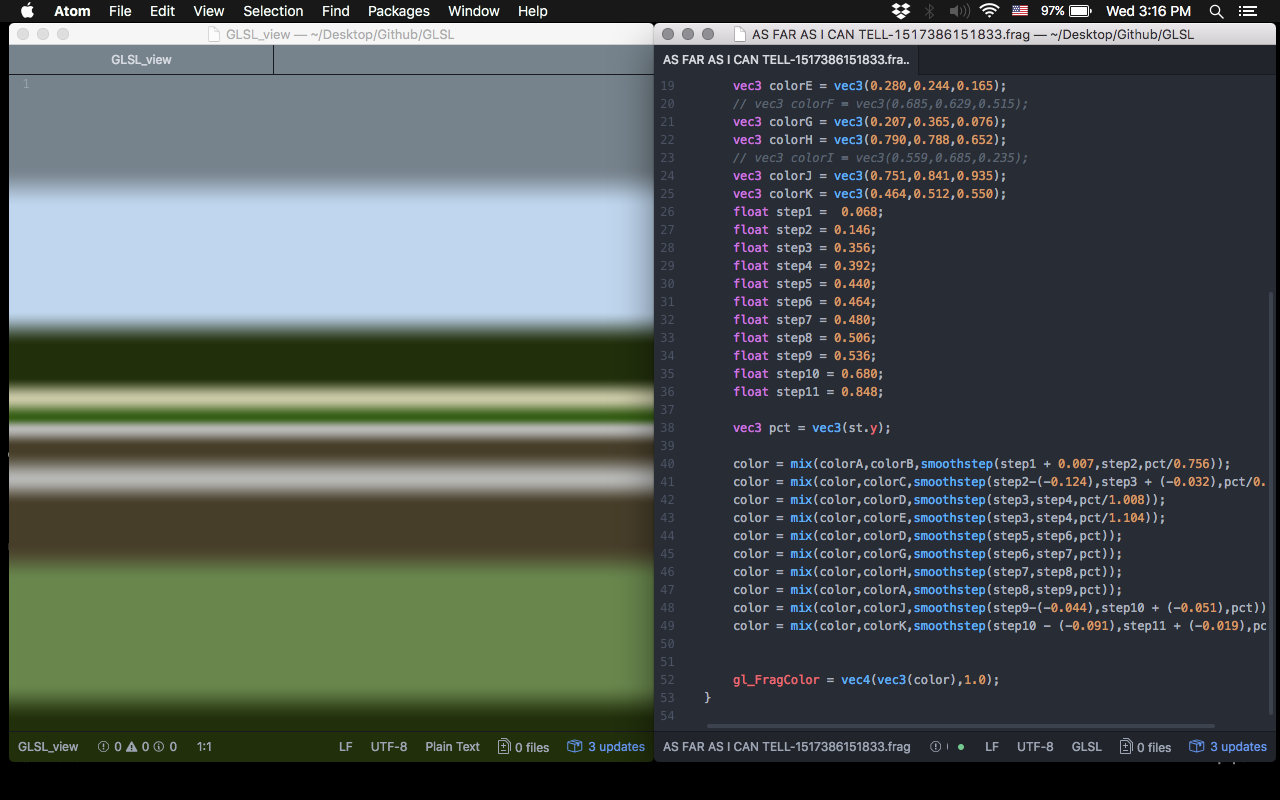 Atom File Edit View Selection Find Packages Window Help 97% Wed 3:16 PM
GLSL_view — ~/Desktop/Github/GLSL
GLSL_view
1
GLSL_view 0 0 0 1:1 LF UTF-8 Plain Text 0 files 3 updates
AS FAR AS I CAN TELL-1517386151833.frag — ~/Desktop/Github/GLSL
AS FAR AS I CAN TELL-1517386151833.fra..
19 vec3 colorE = vec3(0.280,0.244,0.165);
20 // vec3 colorF = vec3(0.685,0.629,0.515);
21 vec3 colorG = vec3(0.207,0.365,0.076);
22 vec3 colorH = vec3(0.790,0.788,0.652);
23 // vec3 colorI = vec3(0.559,0.685,0.235);
24 vec3 colorJ = vec3(0.751,0.841,0.935);
25 vec3 colorK = vec3(0.464,0.512,0.550);
26 float step1 =  0.068;
27 float step2 = 0.146;
28 float step3 = 0.356;
29 float step4 = 0.392;
30 float step5 = 0.440;
31 float step6 = 0.464;
32 float step7 = 0.480;
33 float step8 = 0.506;
34 float step9 = 0.536;
35 float step10 = 0.680;
36 float step11 = 0.848;
37
38 vec3 pct = vec3(st.y);
39
40 color = mix(colorA,colorB,smoothstep(step1 + 0.007,step2,pct/0.756));
41 color = mix(color,colorC,smoothstep(step2-(-0.124),step3 + (-0.032),pct/0.
42 color = mix(color,colorD,smoothstep(step3,step4,pct/1.008));
43 color = mix(color,colorE,smoothstep(step3,step4,pct/1.104));
44 color = mix(color,colorD,smoothstep(step5,step6,pct));
45 color = mix(color,colorG,smoothstep(step6,step7,pct));
46 color = mix(color,colorH,smoothstep(step7,step8,pct));
47 color = mix(color,colorA,smoothstep(step8,step9,pct));
48 color = mix(color,colorJ,smoothstep(step9-(-0.044),step10 + (-0.051),pct))
49 color = mix(color,colorK,smoothstep(step10 - (-0.091),step11 + (-0.019),pc
50
51
52 gl_FragColor = vec4(vec3(color),1.0);
53 }
54
AS FAR AS I CAN TELL-1517386151833.frag LF UTF-8 GLSL 0 files 3 updates